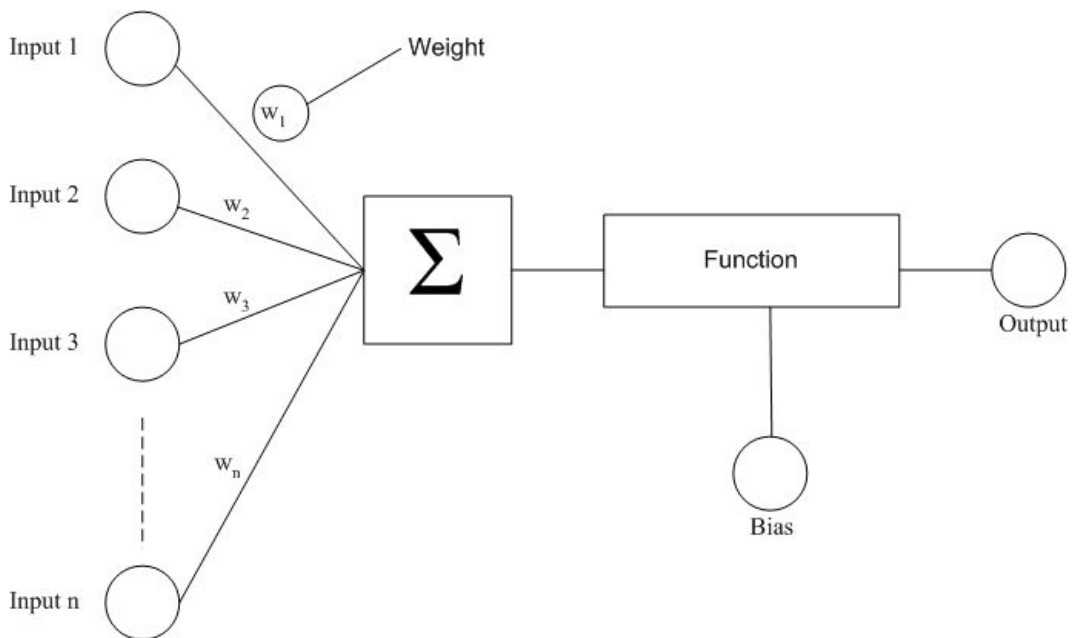 Input 1
Weight
w1
Input 2
w2
Σ
Function
w3
Input 3
Output
wn
Bias
Input n